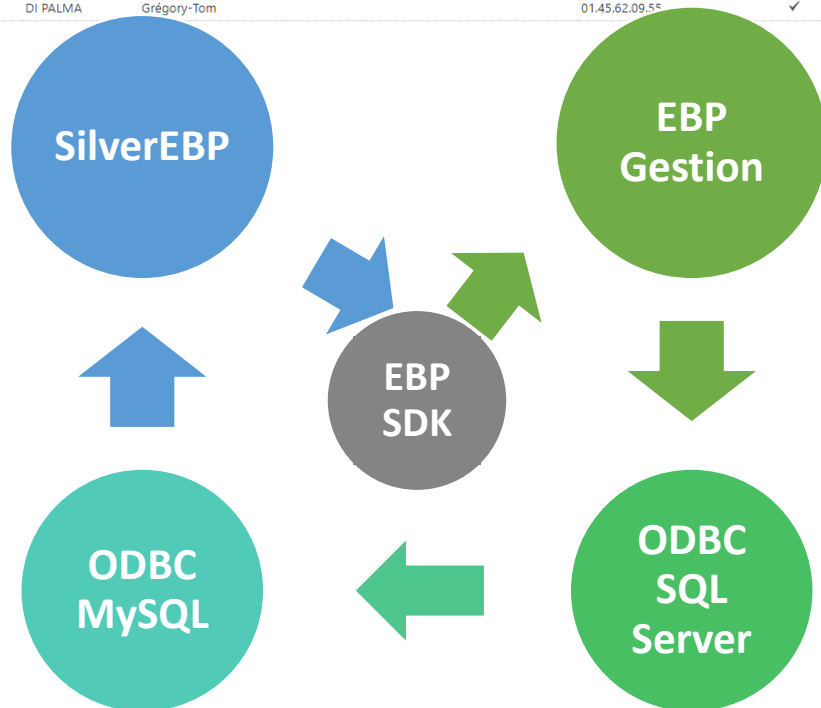 DI PALMA Grégory-Tom 01.45.62.09.55 ✓
SilverEBP
EBP
Gestion
EBP
SDK
ODBC
MySQL
ODBC
SQL
Server